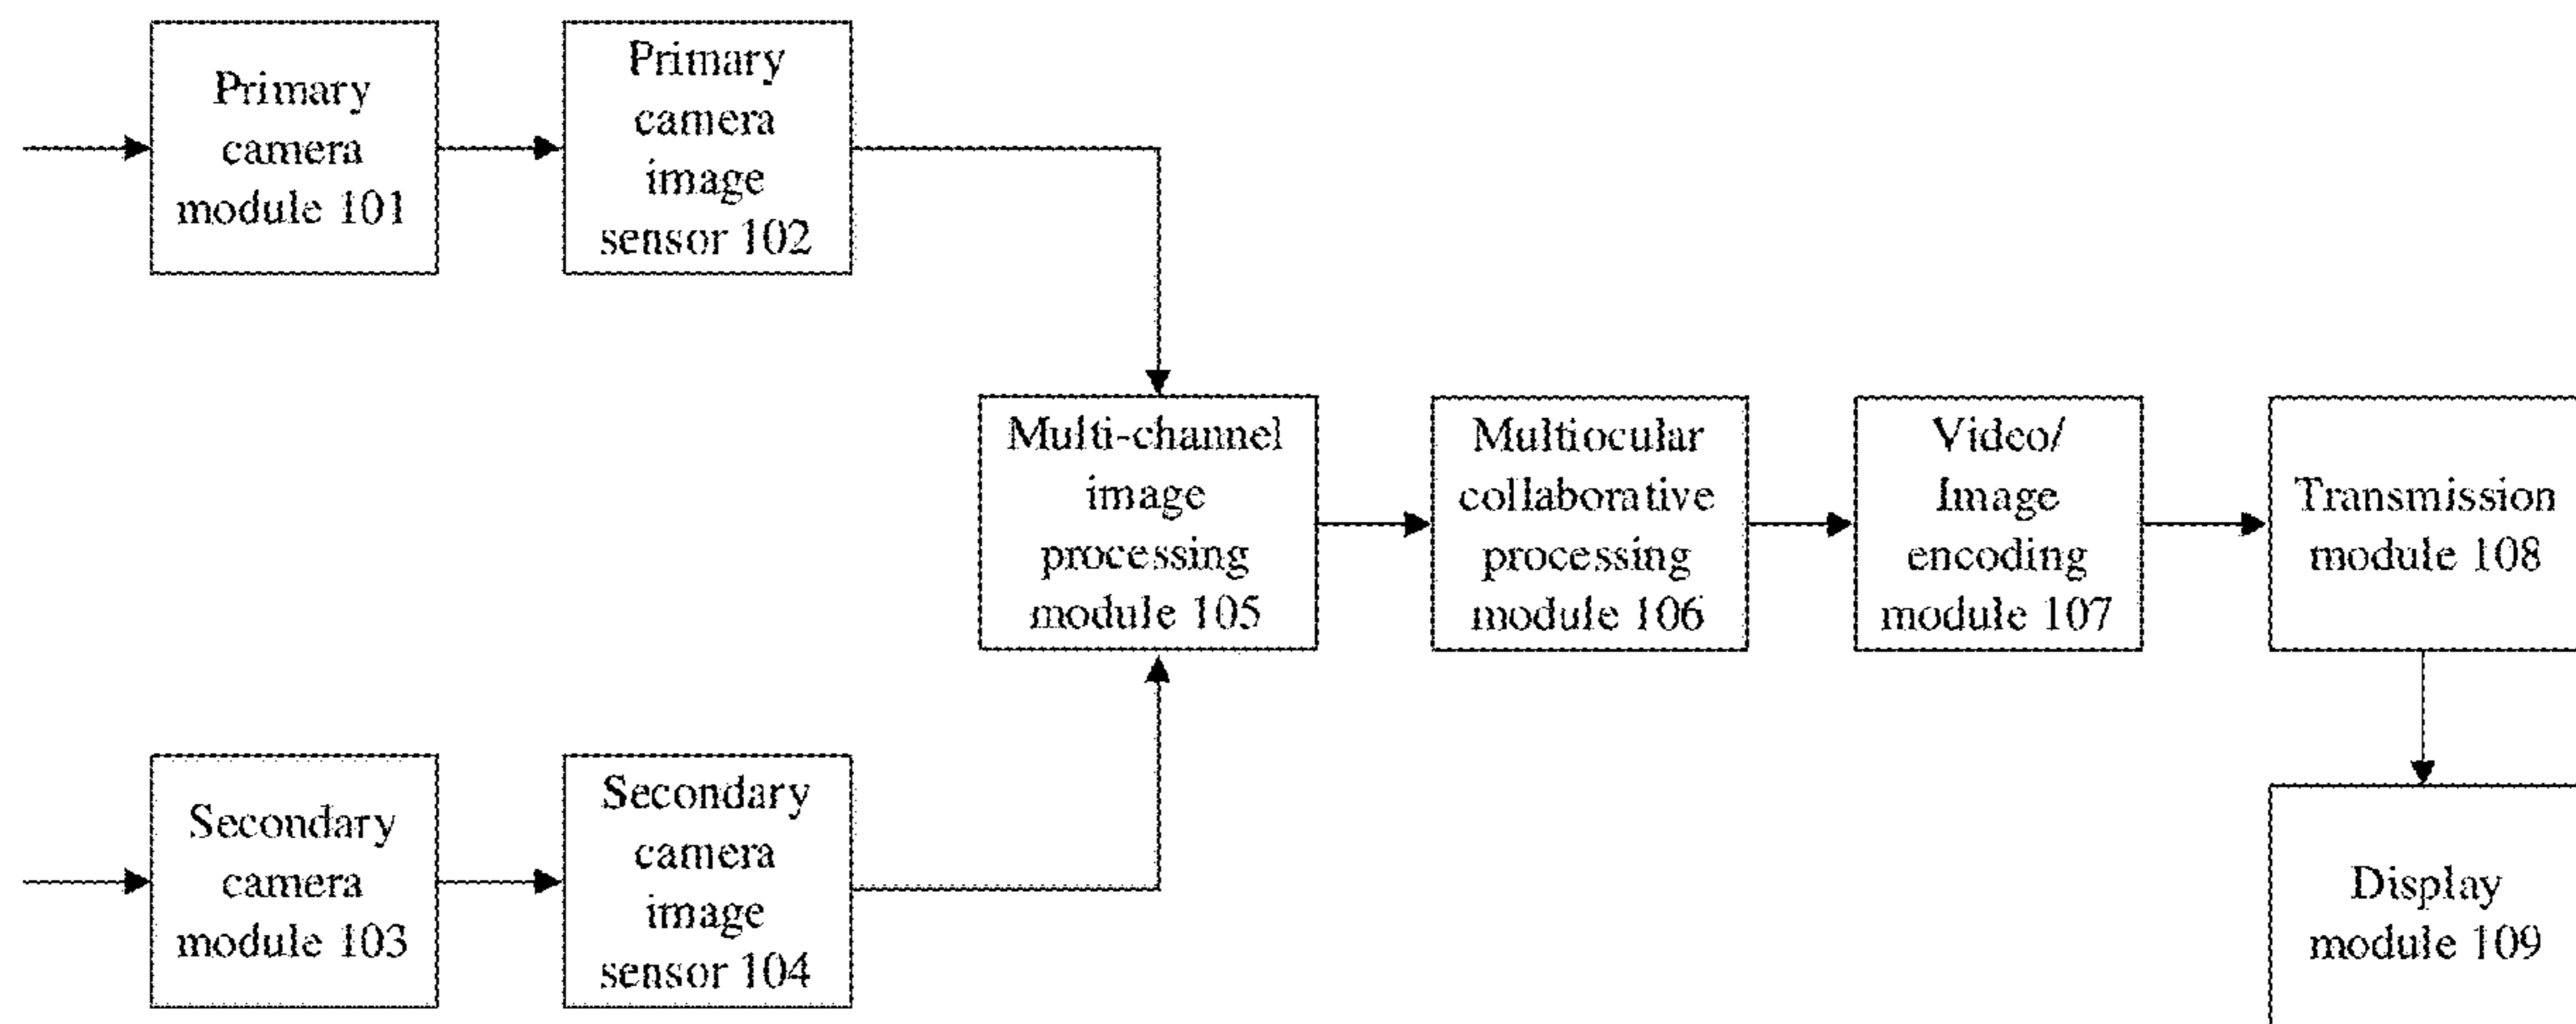 Primary
camera
module 101
Primary
camera
image
sensor 102
Multi-channel
image
processing
module 105
Multiocular
collaborative
processing
module 106
Video/
Image
encoding
module 107
Transmission
module 108
Secondary
camera
module 103
Secondary
camera
image
sensor 104
Display
module 109